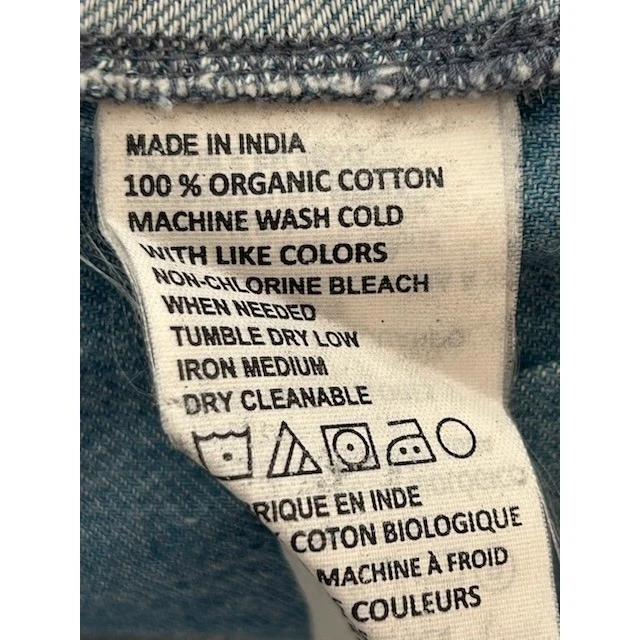 MADE IN INDIA
100 % ORGANIC COTTON
MACHINE WASH COLD
WITH LIKE COLORS
NON-CHLORINE BLEACH
WHEN NEEDED
TUMBLE DRY LOW
IRON MEDIUM
DRY CLEANABLE
RIQUE EN INDE
COTON BIOLOGIQUE
MACHINE À FROID
COULEURS